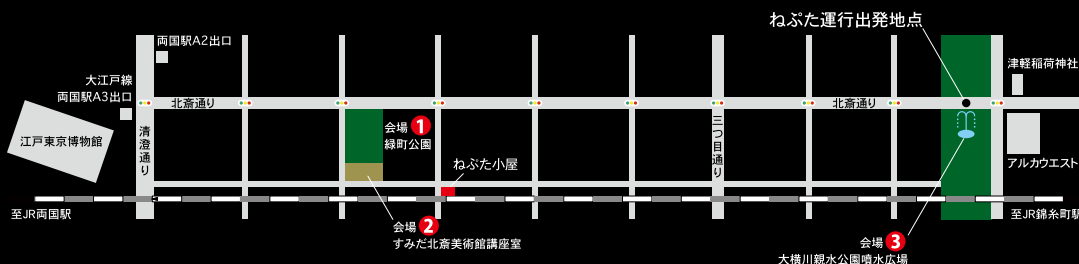 ねぷた運行出発地点
両国駅A2出口
大江戸線
両国駅A3出口
津軽稲荷神社
北斎通り
北斎通り
江戸東京博物館
清澄通り
会場 1
緑町公園
三つ目通り
ねぷた小屋
アルカウエスト
至JR両国駅
至JR錦糸町駅
会場 2
すみだ北斎美術館講座室
会場 3
大横川親水公園噴水広場